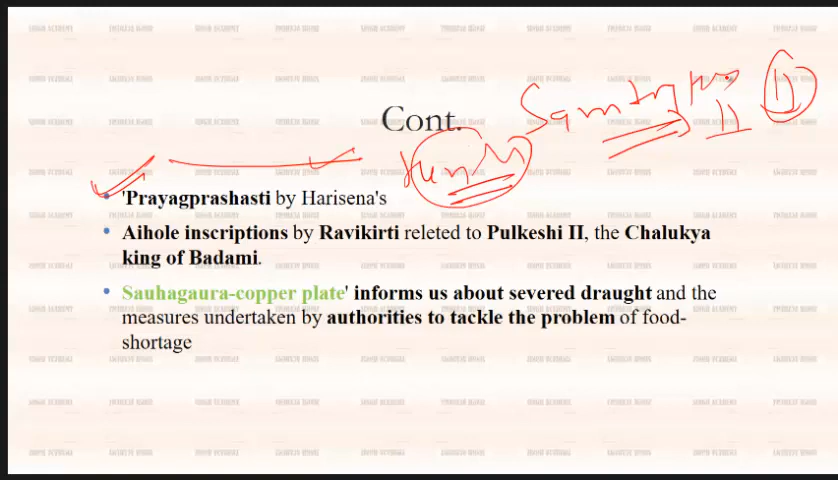 Cont.
'Prayagprashasti by Harisena's
Aihole inscriptions by Ravikirti releted to Pulkeshi II, the Chalukya
king of Badami.
Sauhagaura-copper plate' informs us about severed draught and the
measures undertaken by authorities to tackle the problem of food-
shortage